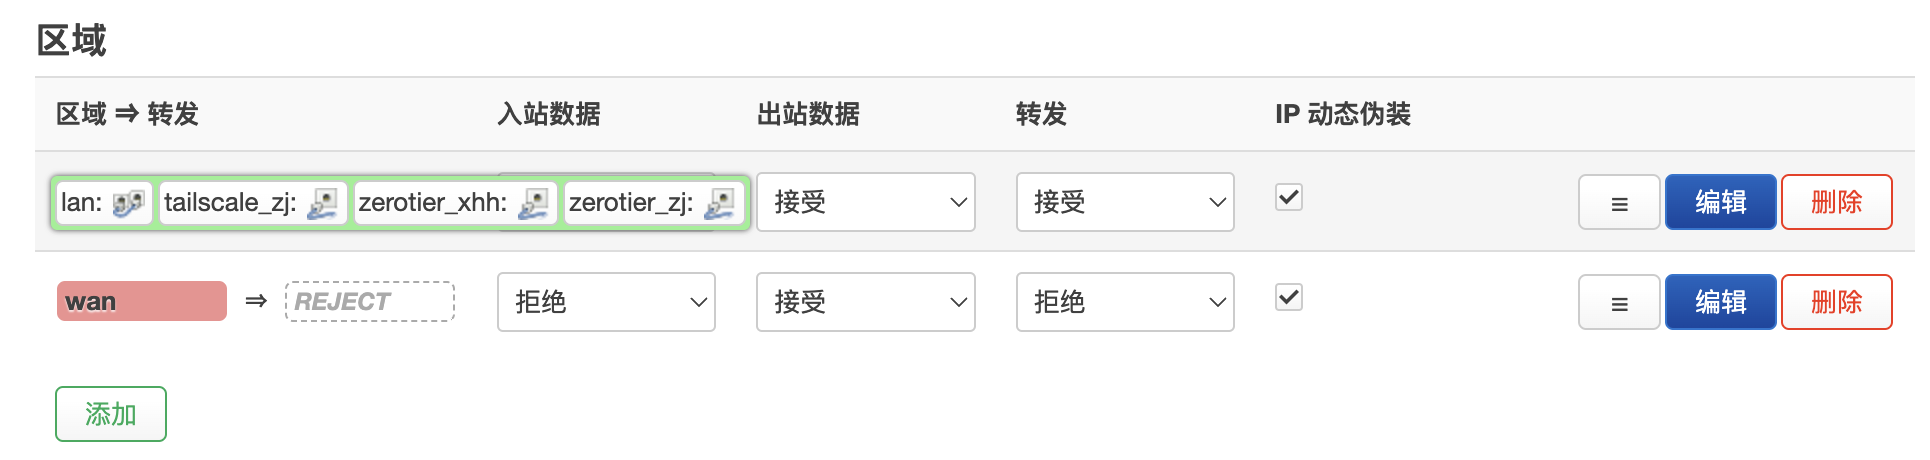 区域
区域 ⇒ 转发 入站数据 出站数据 转发 IP 动态伪装
lan: tailscale_zj: zerotier_xhh: zerotier_zj: 接受 接受 ≡ 编辑 删除
wan ⇒ REJECT 拒绝 接受 拒绝 ≡ 编辑 删除
添加